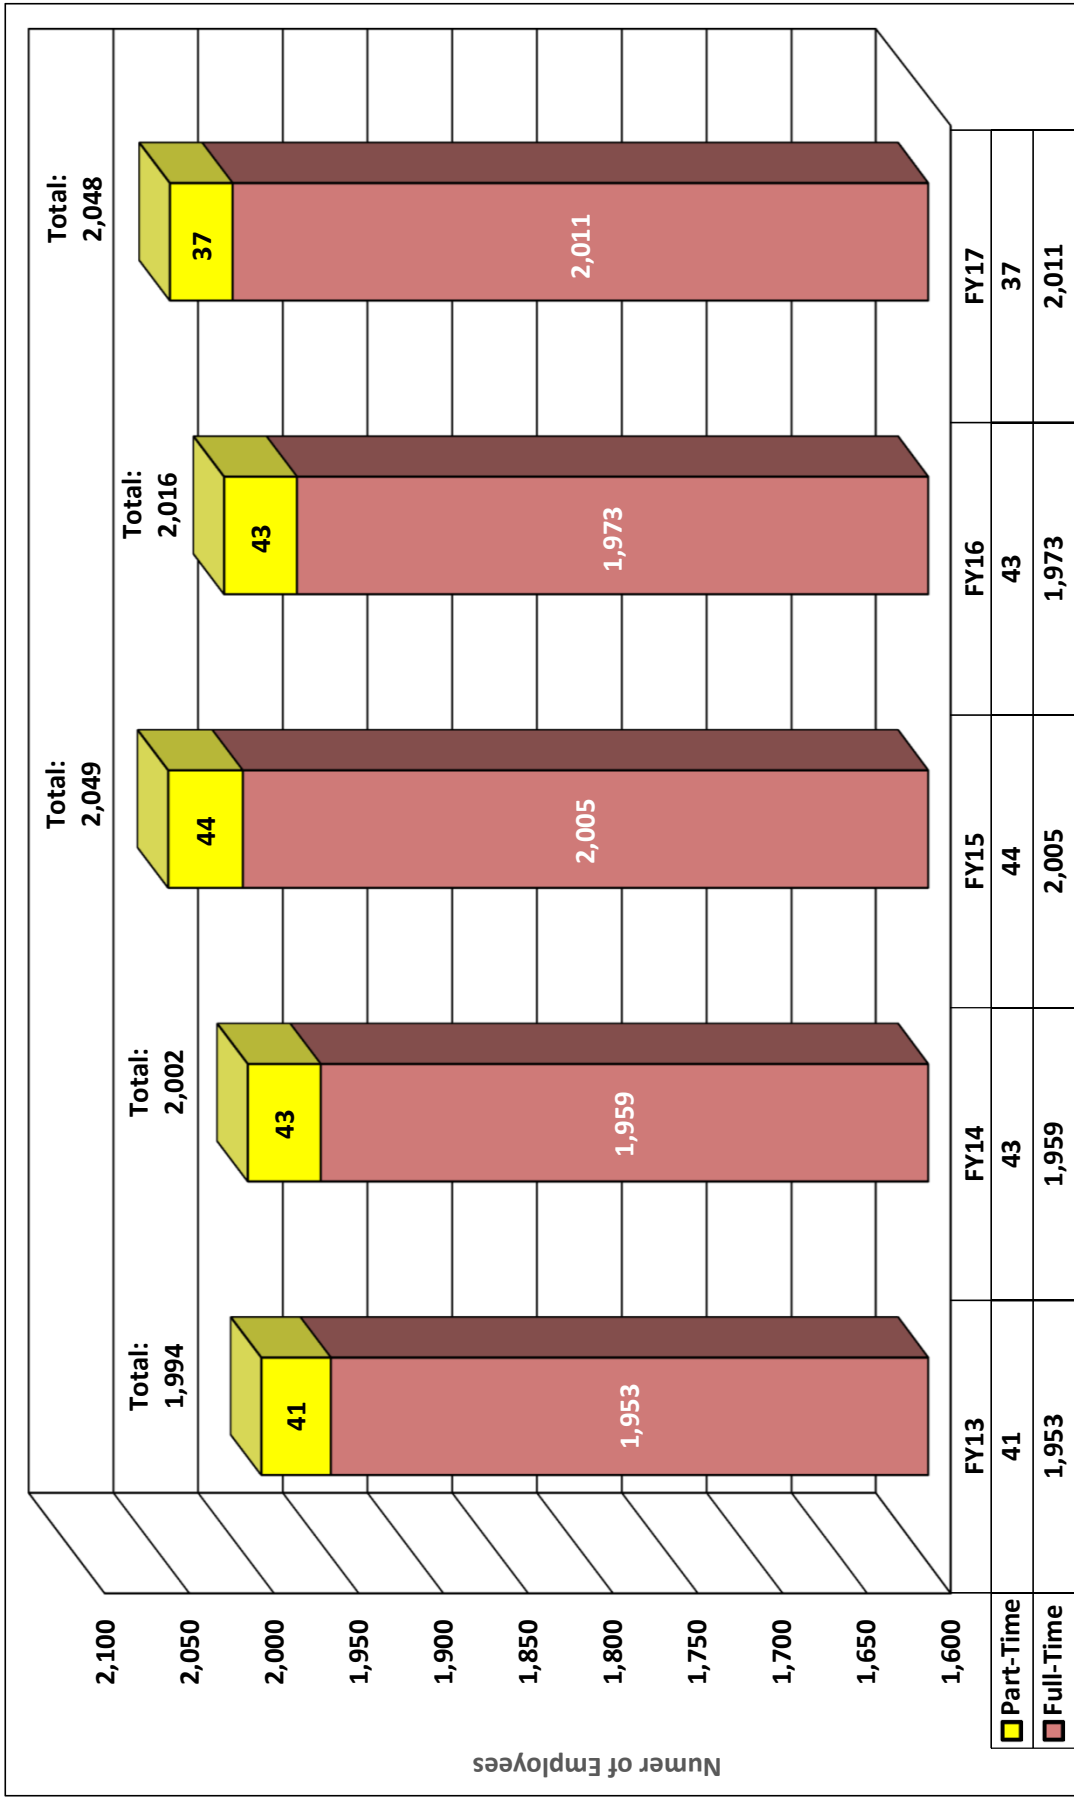 Total:
1,994
Total:
2,002
Total:
2,049
Total:
2,016
Total:
2,048
41
43
44
43
37
1,953
1,959
2,005
1,973
2,011
2,100
2,050
2,000
1,950
1,900
1,850
1,800
1,750
1,700
1,650
1,600
Numer of Employees
FY13 FY14 FY15 FY16 FY17
Part-Time 41 43 44 43 37
Full-Time 1,953 1,959 2,005 1,973 2,011